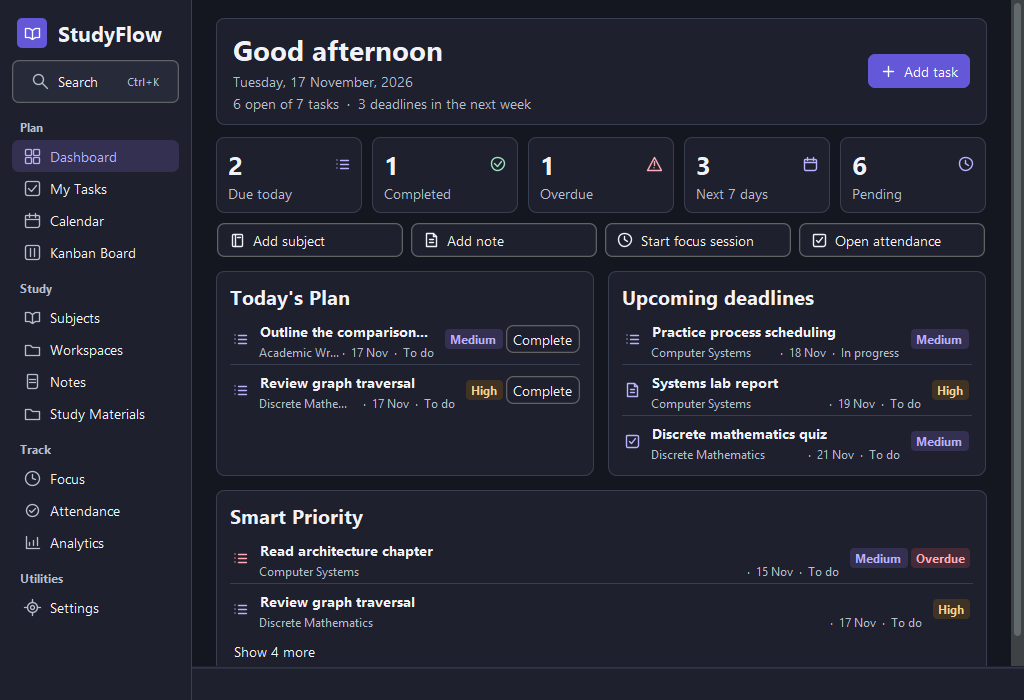 StudyFlow
Search Ctrl+K
Plan
Dashboard
My Tasks
Calendar
Kanban Board
Study
Subjects
Workspaces
Notes
Study Materials
Track
Focus
Attendance
Analytics
Utilities
Settings
Good afternoon
Tuesday, 17 November, 2026
6 open of 7 tasks · 3 deadlines in the next week
Add task
2
Due today
1
Completed
1
Overdue
3
Next 7 days
6
Pending
Add subject
Add note
Start focus session
Open attendance
Today's Plan
Outline the comparison... Medium Complete
Academic Wr... · 17 Nov · To do
Review graph traversal High Complete
Discrete Mathe... · 17 Nov · To do
Upcoming deadlines
Practice process scheduling Medium
Computer Systems · 18 Nov · In progress
Systems lab report High
Computer Systems · 19 Nov · To do
Discrete mathematics quiz Medium
Discrete Mathematics · 21 Nov · To do
Smart Priority
Read architecture chapter Medium Overdue
Computer Systems · 15 Nov · To do
Review graph traversal High
Discrete Mathematics · 17 Nov · To do
Show 4 more